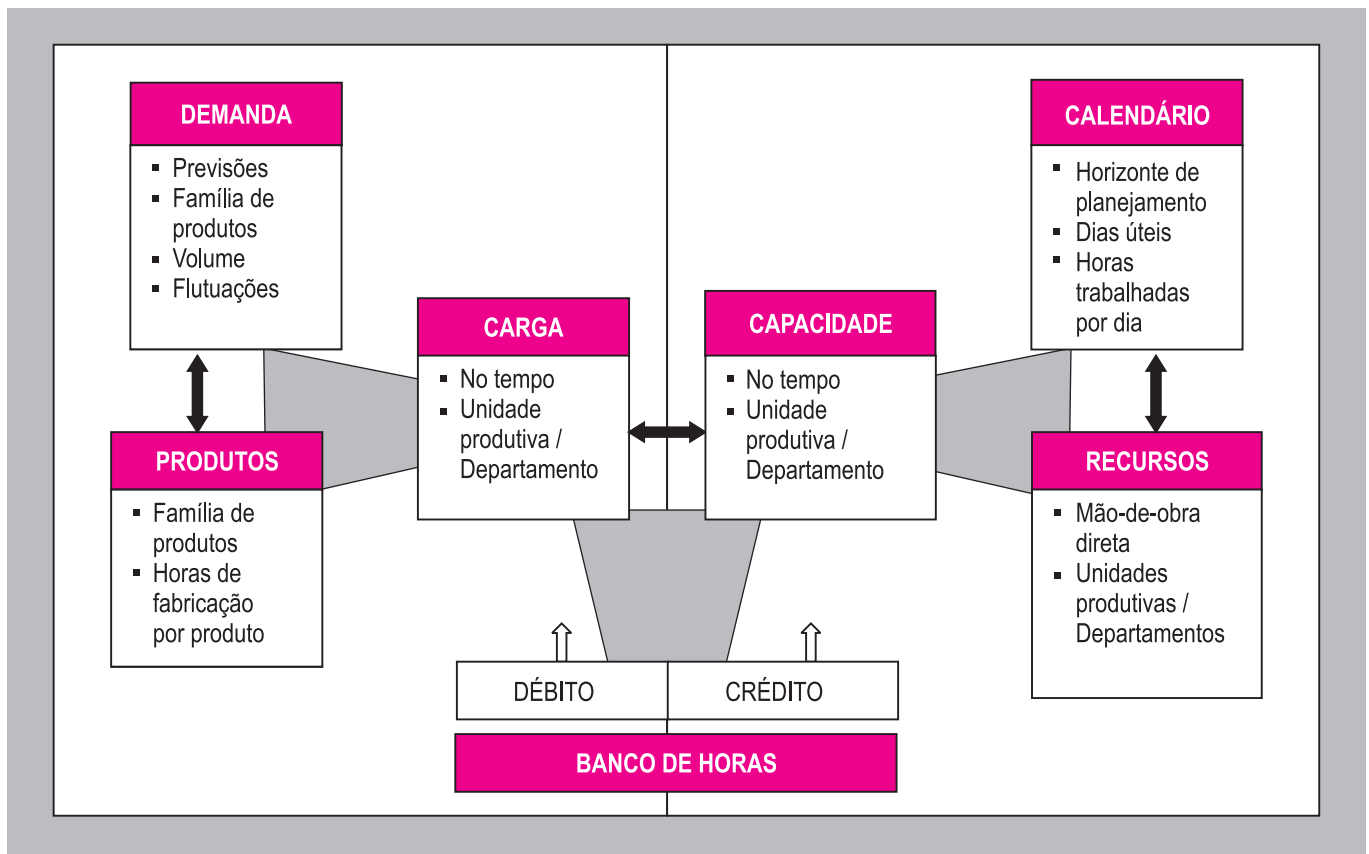 DEMANDA
▪ Previsões
▪ Família de
produtos
▪ Volume
▪ Flutuações
PRODUTOS
▪ Família de
produtos
▪ Horas de
fabricação
por produto
CARGA
▪ No tempo
▪ Unidade
produtiva /
Departamento
CAPACIDADE
▪ No tempo
▪ Unidade
produtiva /
Departamento
CALENDÁRIO
▪ Horizonte de
planejamento
▪ Dias úteis
▪ Horas
trabalhadas
por dia
RECURSOS
▪ Mão-de-obra
direta
▪ Unidades
produtivas /
Departamentos
DÉBITO
CRÉDITO
BANCO DE HORAS